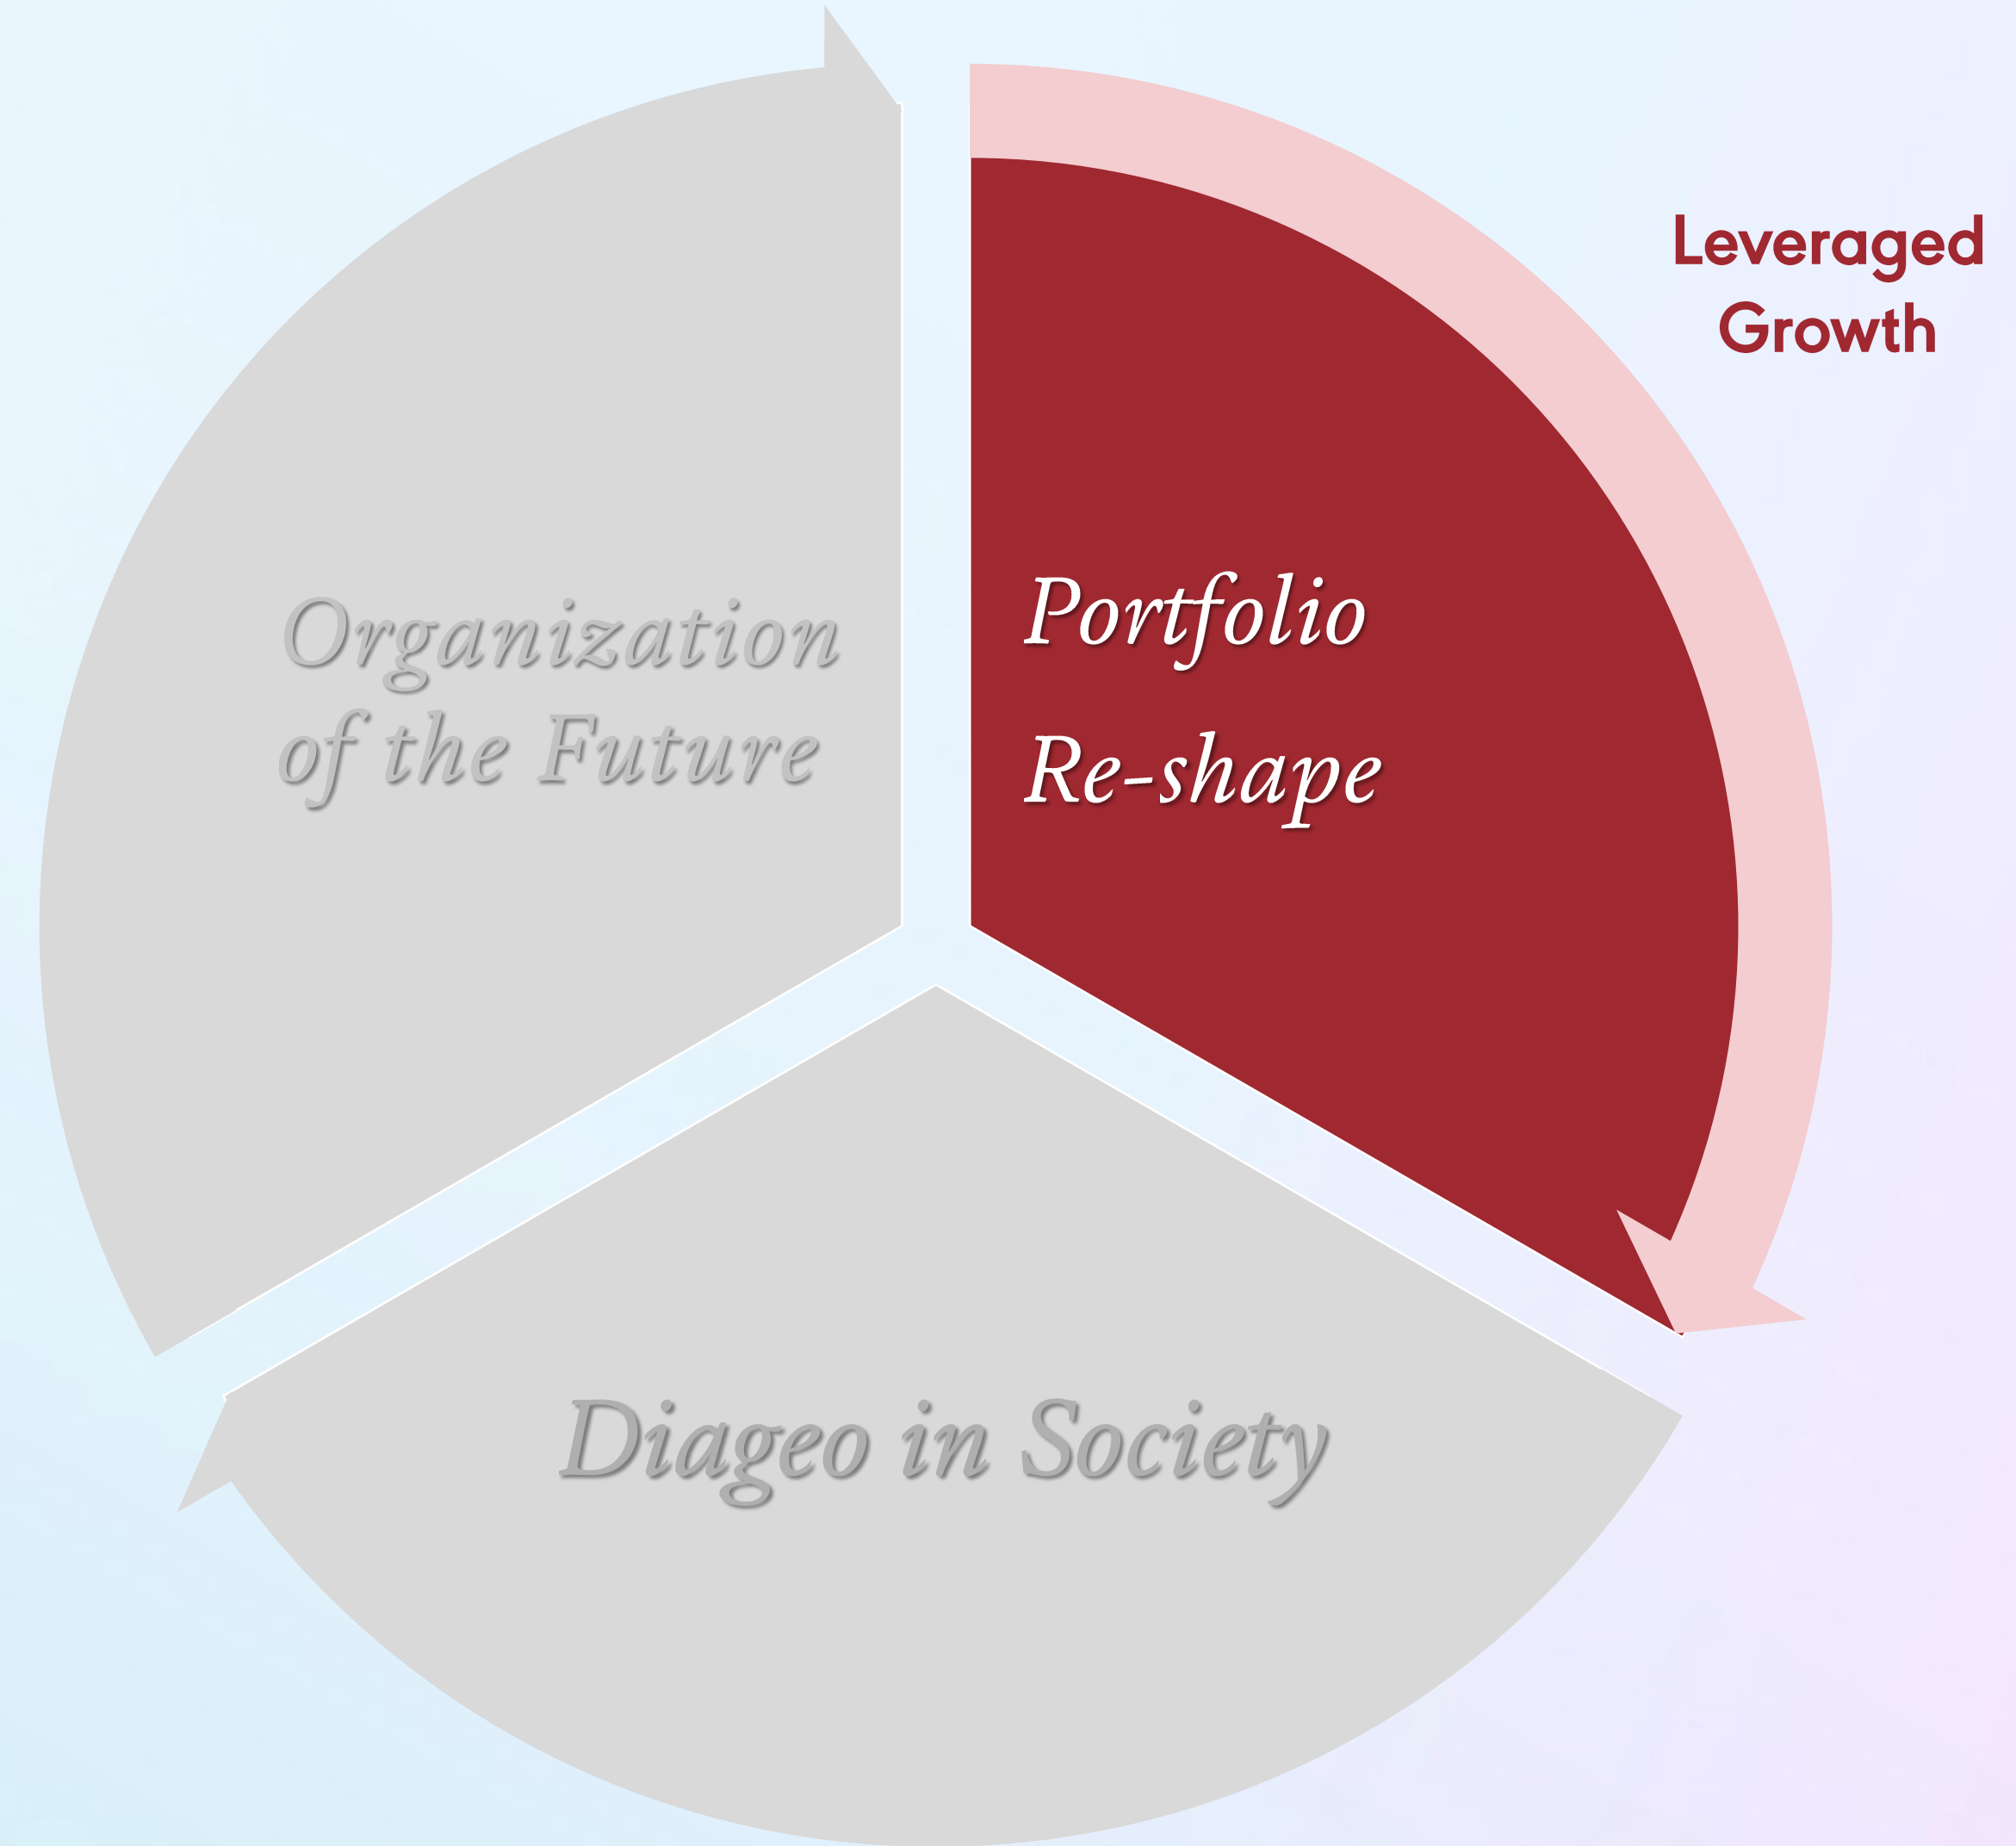 Leveraged
Growth
Organization
of the Future
Portfolio
Re-shape
Diageo in Society